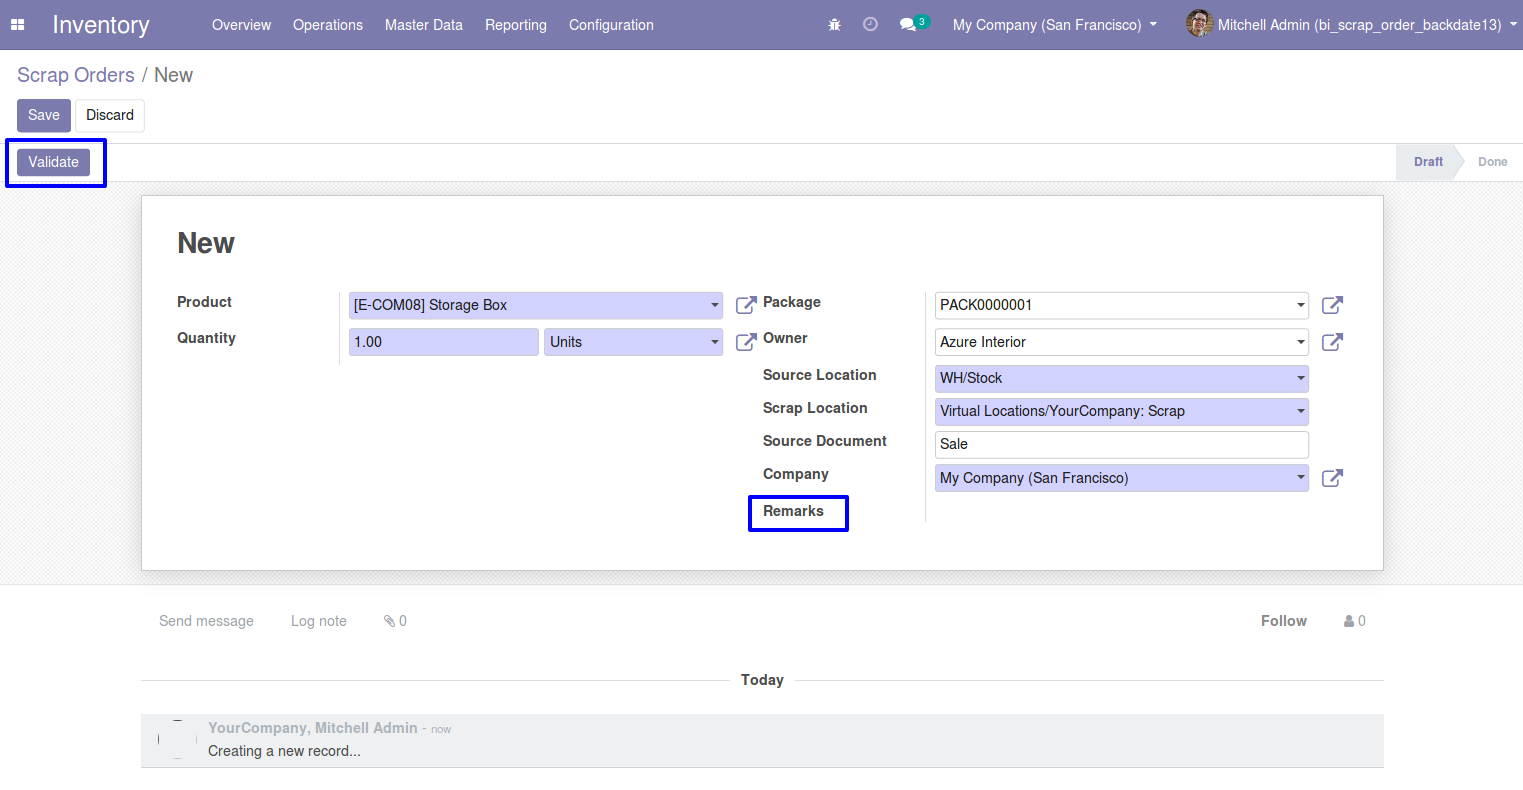 Inventory Overview Operations Master Data Reporting Configuration 3 My Company (San Francisco) Mitchell Admin (bi_scrap_order_backdate13)
Scrap Orders / New
Save Discard
Validate Draft Done
New
Product [E-COM08] Storage Box Package PACK0000001
Quantity 1.00 Units Owner Azure Interior
Source Location WH/Stock
Scrap Location Virtual Locations/YourCompany: Scrap
Source Document Sale
Company My Company (San Francisco)
Remarks
Send message Log note 0 Follow 0
Today
YourCompany, Mitchell Admin - now
Creating a new record...